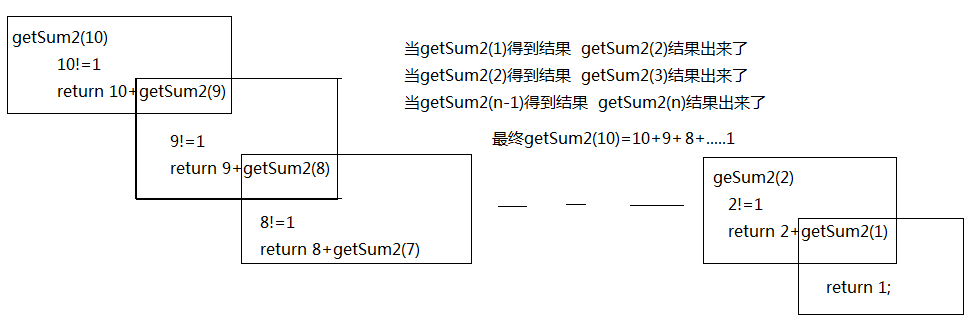 getSum2(10)
10!=1
return 10+getSum2(9)
9!=1
return 9+getSum2(8)
8!=1
return 8+getSum2(7)
当getSum2(1)得到结果 getSum2(2)结果出来了
当getSum2(2)得到结果 getSum2(3)结果出来了
当getSum2(n-1)得到结果 getSum2(n)结果出来了
最终getSum2(10)=10+9+8+.....1
geSum2(2)
2!=1
return 2+getSum2(1)
return 1;